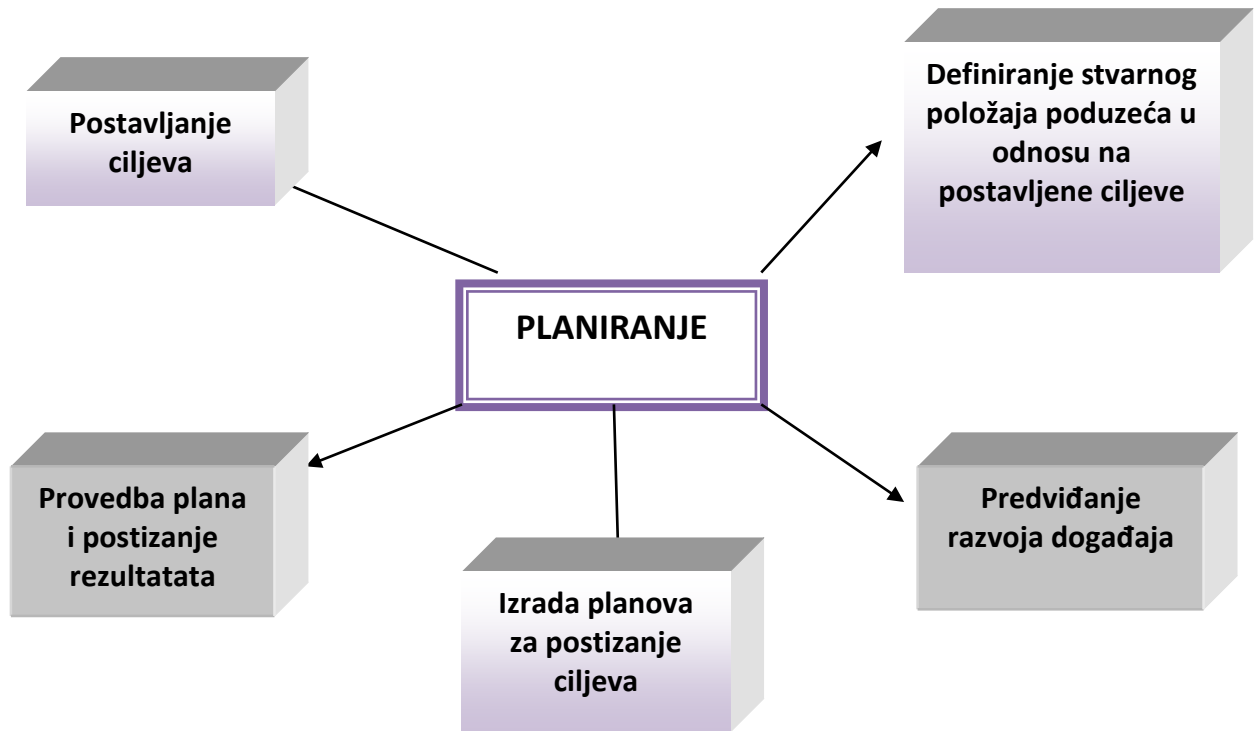 Postavljanje
ciljeva
Definiranje stvarnog
položaja poduzeća u
odnosu na
postavljene ciljeve
PLANIRANJE
Provedba plana
i postizanje
rezultatata
Izrada planova
za postizanje
ciljeva
Predviđanje
razvoja događaja